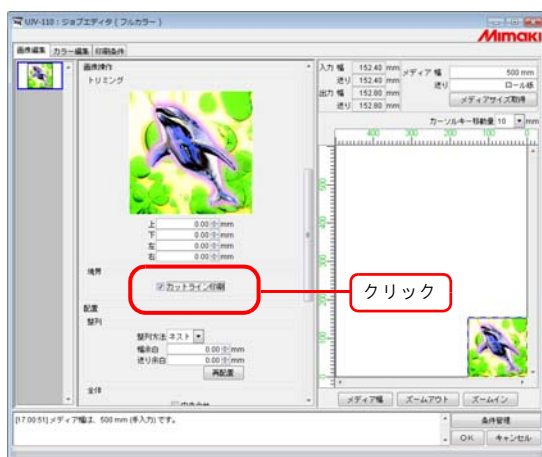 UJV-110 : ジョブエディタ ( フルカラー )
Mimaki
画像編集 カラー編集 印刷条件
画像操作
トリミング
上 0.00 mm
下 0.00 mm
左 0.00 mm
右 0.00 mm
境界
カットライン印刷
クリック
配置
整列
整列方法 ネスト
幅余白 0.00 mm
送り余白 0.00 mm
再配置
全体
入力 幅 152.40 mm
送り 152.40 mm
出力 幅 152.80 mm
送り 152.80 mm
メディア 幅 500 mm
送り ロール紙
メディアサイズ取得
カーソルキー移動量 10 mm
400 300 200 100 0
メディア幅 ズームアウト ズームイン
[17:00:51] メディア幅は、500 mm (手入力) です。
条件管理
OK キャンセル